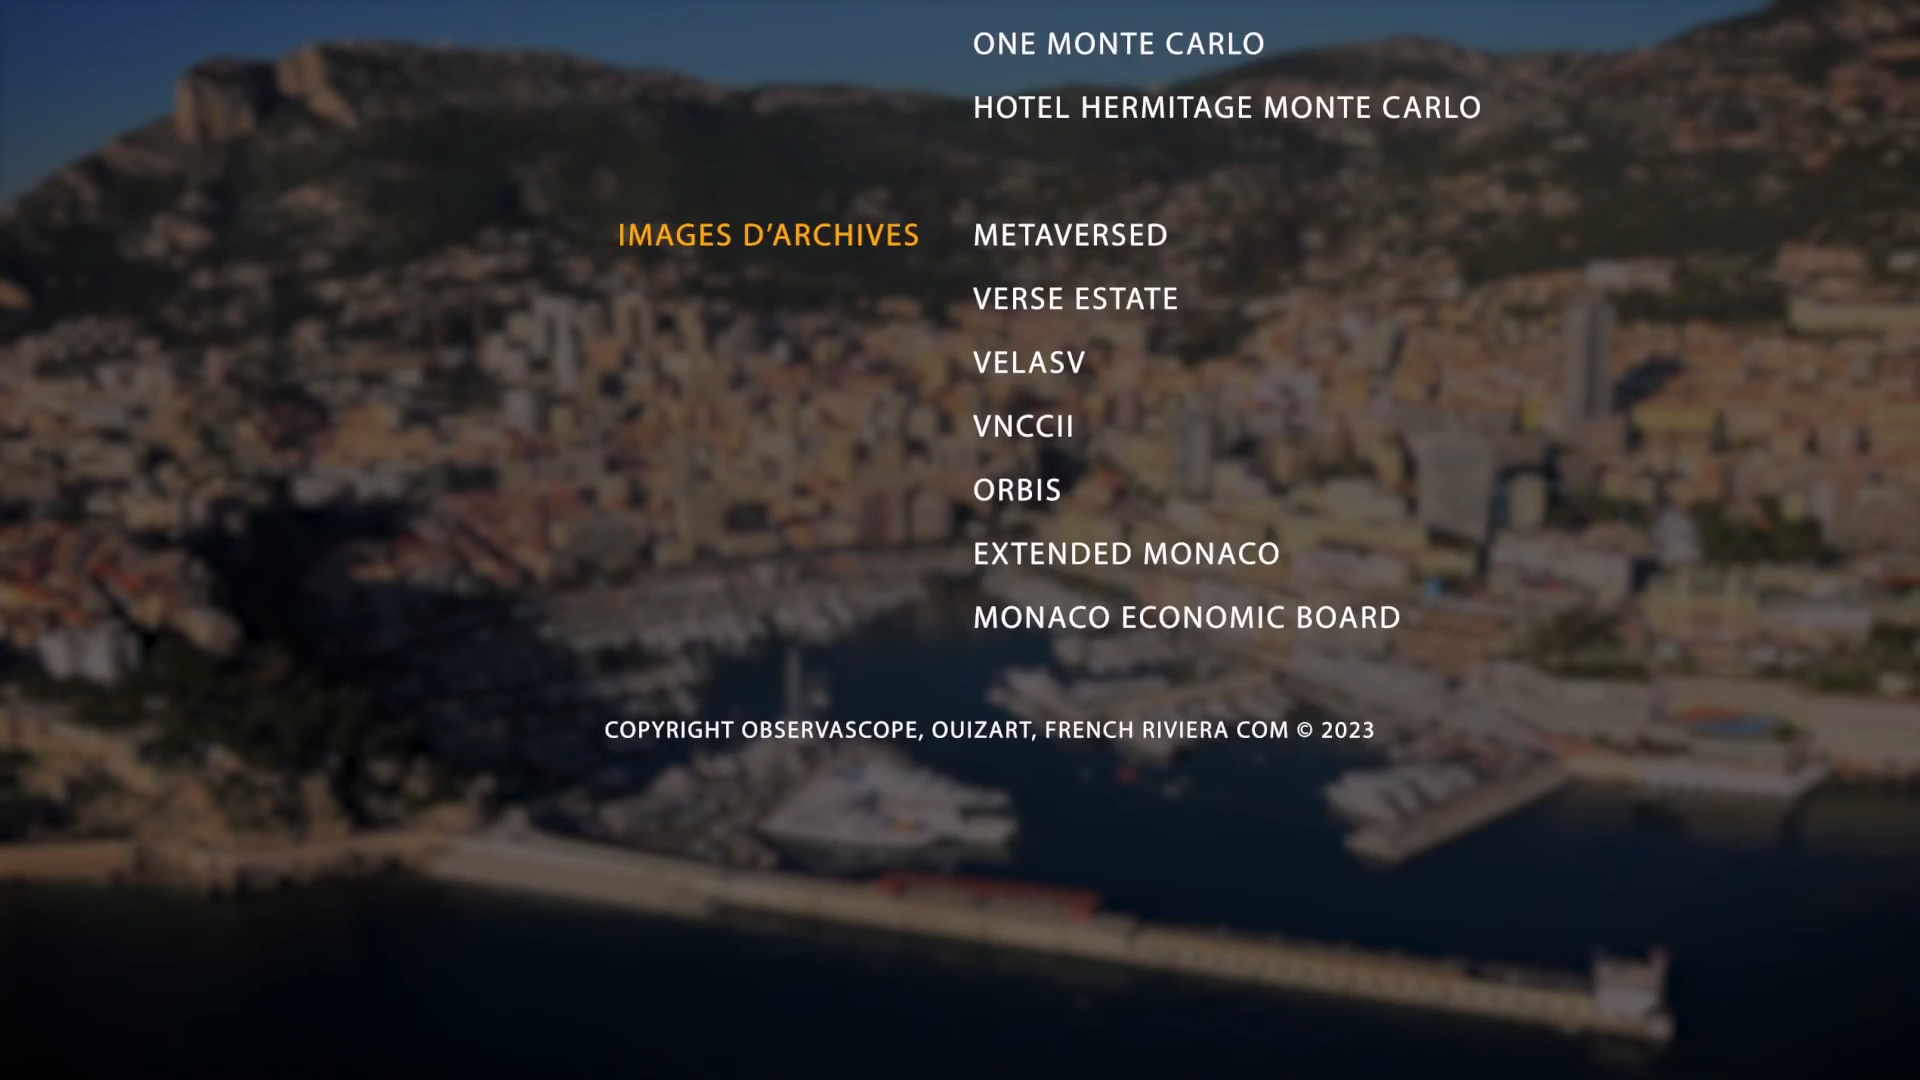 ONE MONTE CARLO
HOTEL HERMITAGE MONTE CARLO
IMAGES D’ARCHIVES METAVERSED
VERSE ESTATE
VELASV
VNCCII
ORBIS
EXTENDED MONACO
MONACO ECONOMIC BOARD
COPYRIGHT OBSERVASCOPE, OUIZART, FRENCH RIVIERA COM © 2023